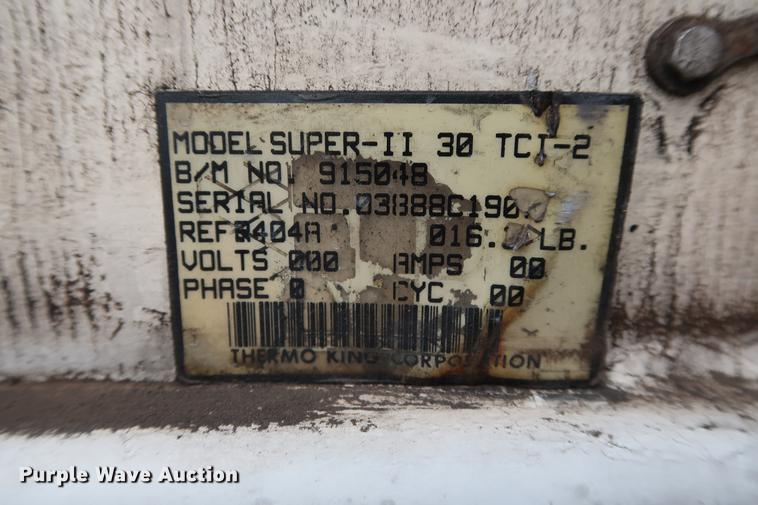 MODEL SUPER-II 30 TCI-2
B/M NO. 915048
SERIAL NO.
REF R404A 016. LB.
VOLTS 000 AMPS 00
PHASE 0 CYC 00
THERMO KING CORPORATION
Purple Wave Auction